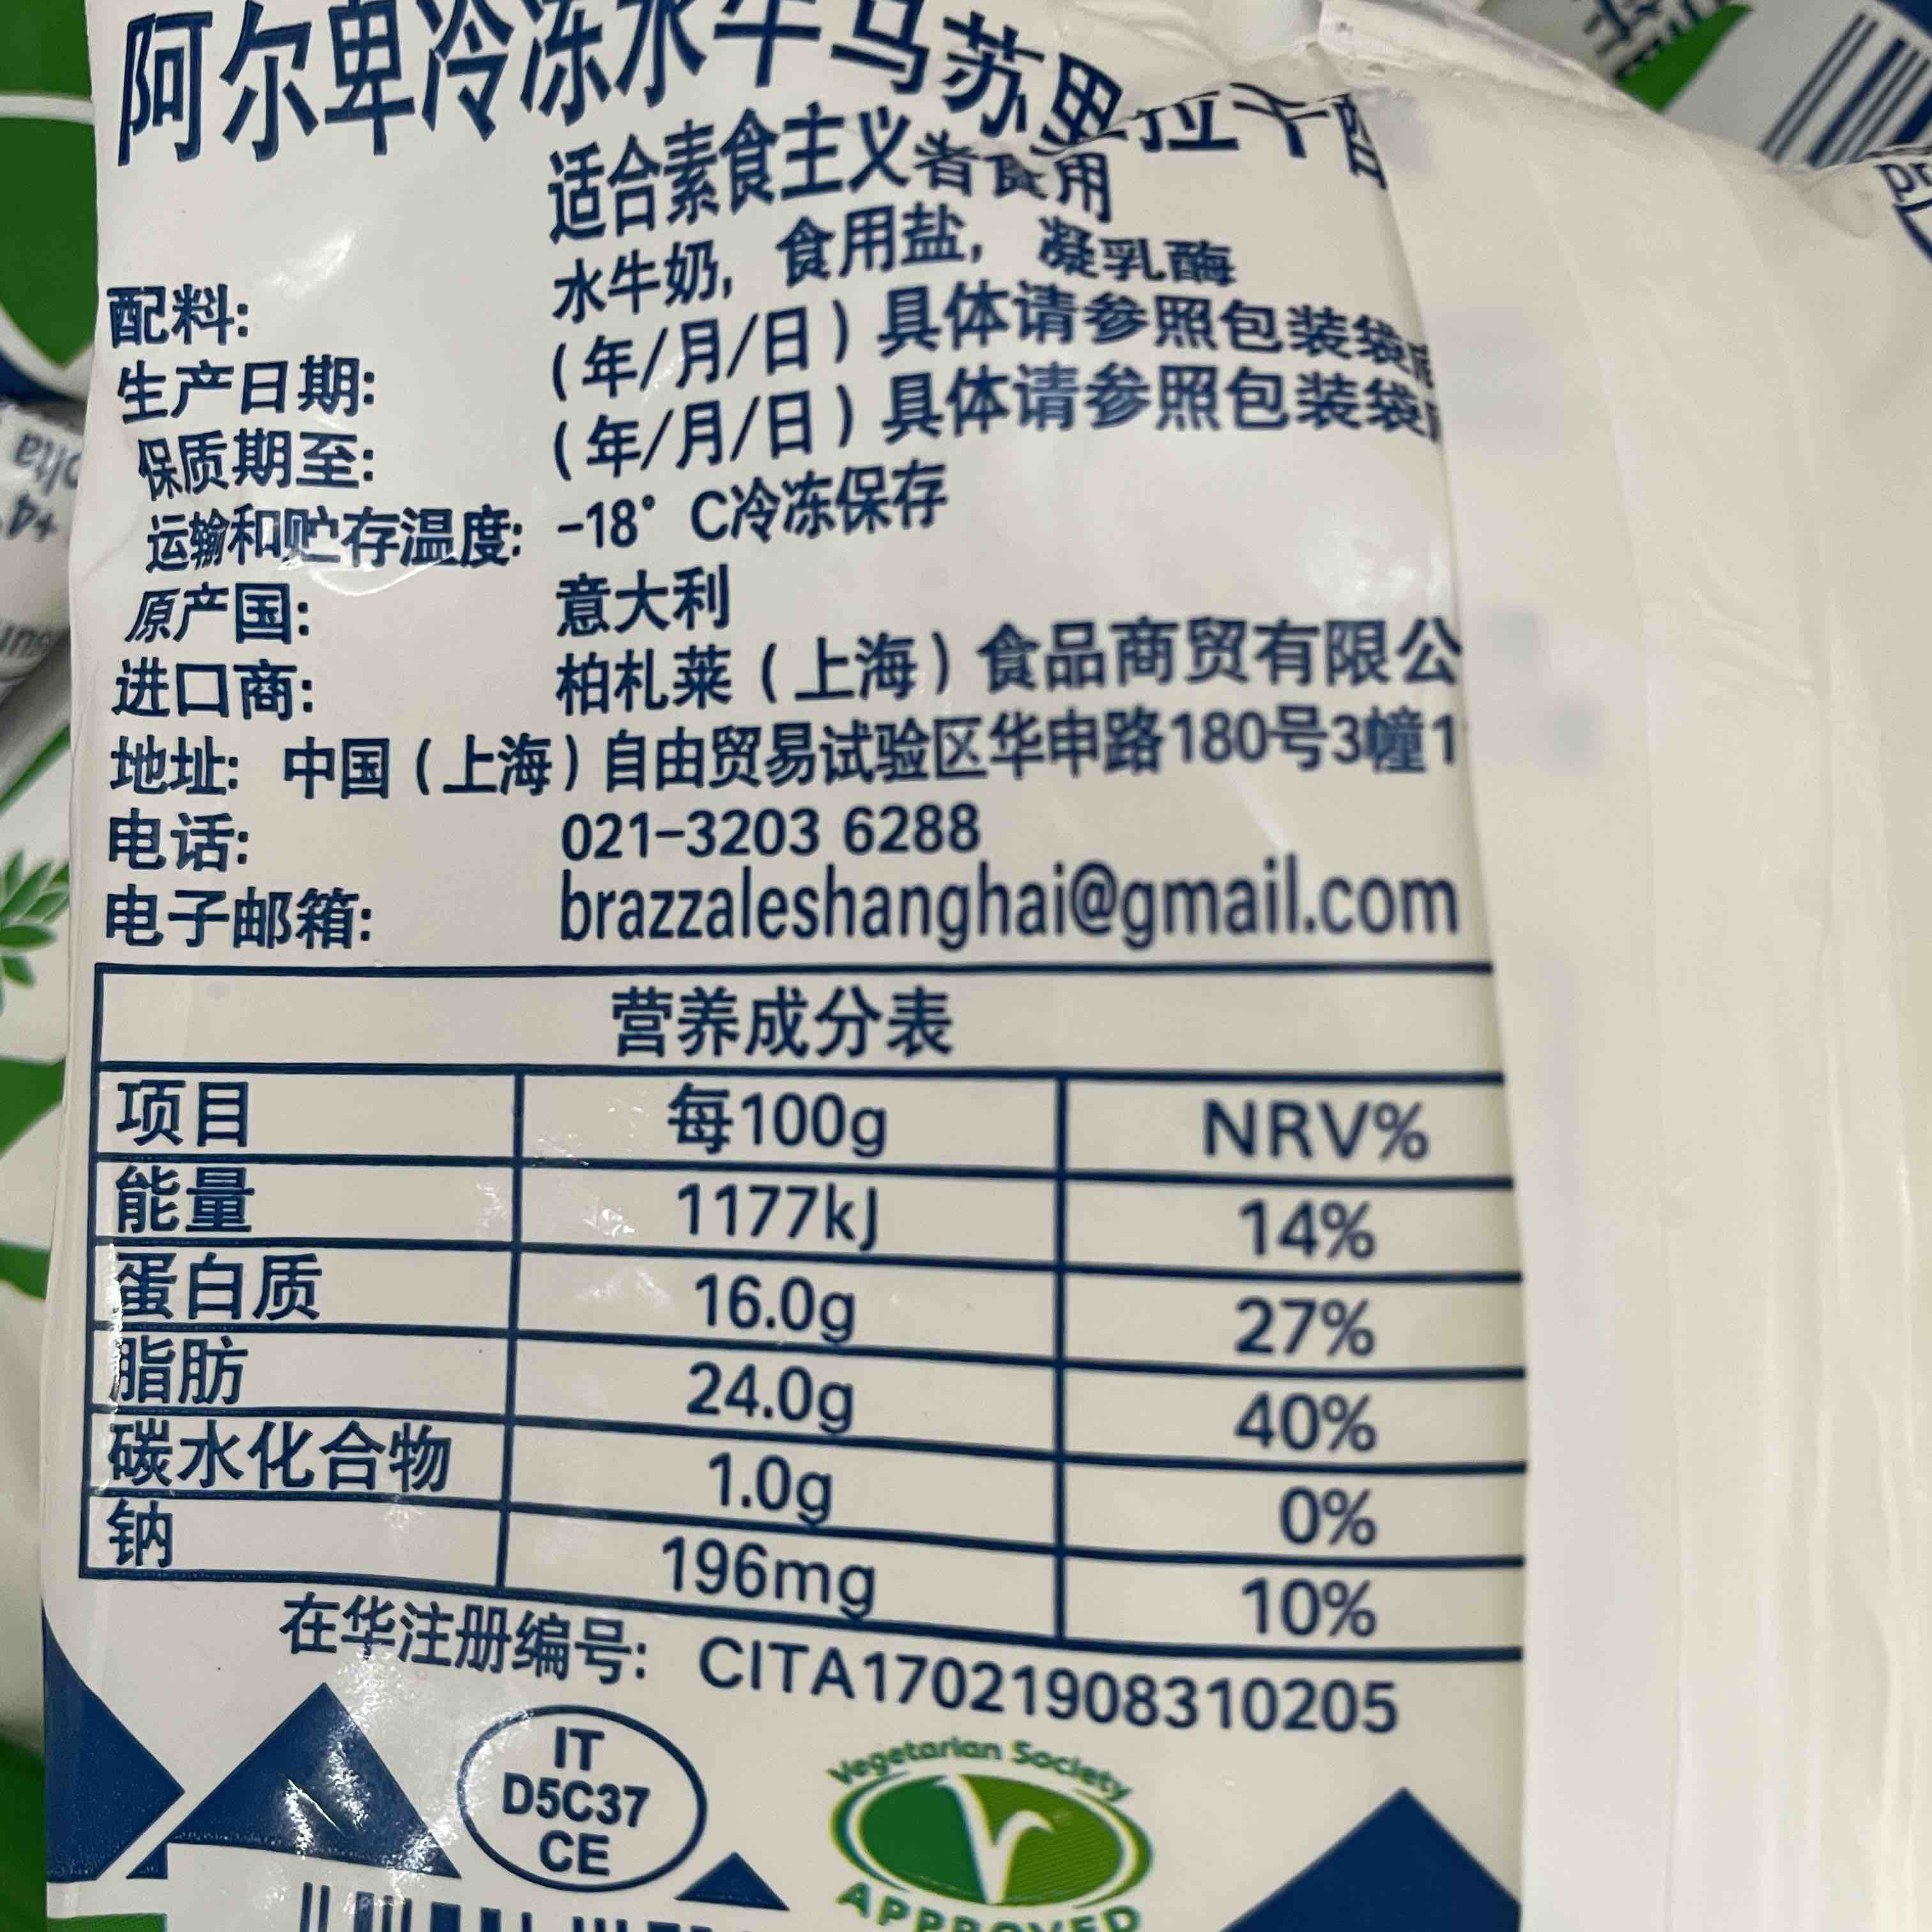 阿尔卑冷冻水牛马苏里拉大
适合素食主义者食用
配料: 水牛奶, 食用盐, 凝乳酶
生产日期: (年/月/日) 具体请参照包装袋
保质期至: (年/月/日) 具体请参照包装袋
运输和贮存温度: -18° C冷冻保存
原产国: 意大利
进口商: 柏札莱 (上海) 食品商贸有限公
地址: 中国 (上海) 自由贸易试验区华申路180号3幢1
电话: 021-3203 6288
电子邮箱: brazzaleshanghai@gmail.com
营养成分表
项目 每100g NRV%
能量 1177kJ 14%
蛋白质 16.0g 27%
脂肪 24.0g 40%
碳水化合物 1.0g 0%
钠 196mg 10%
在华注册编号: CITA17021908310205
IT
D5C37
CE
Vegetarian Society
APPROVED